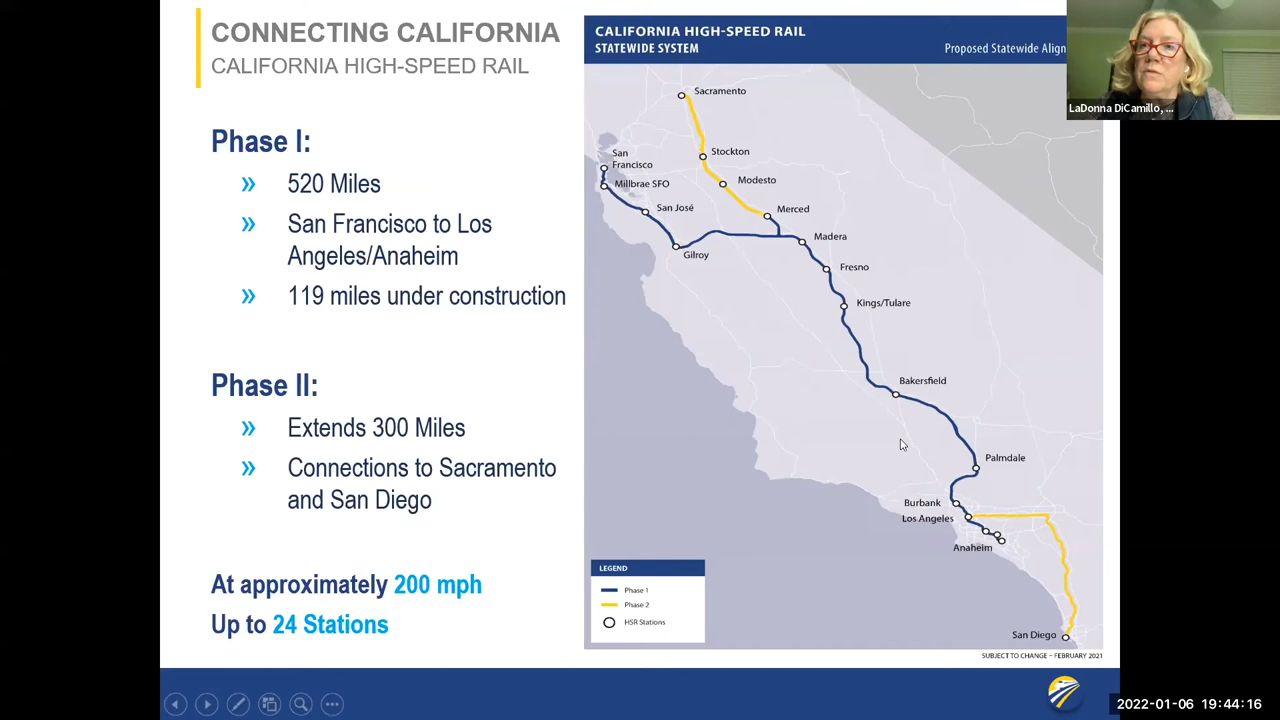 CONNECTING CALIFORNIA
CALIFORNIA HIGH-SPEED RAIL
Phase I:
» 520 Miles
» San Francisco to Los
Angeles/Anaheim
» 119 miles under construction
Phase II:
» Extends 300 Miles
» Connections to Sacramento
and San Diego
At approximately 200 mph
Up to 24 Stations
CALIFORNIA HIGH-SPEED RAIL
STATEWIDE SYSTEM
Proposed Statewide Align
Sacramento
Stockton
San
Francisco
Modesto
Millbrae SFO
San José
Merced
Madera
Gilroy
Fresno
Kings/Tulare
Bakersfield
Palmdale
Burbank
Los Angeles
Anaheim
San Diego
LEGEND
Phase 1
Phase 2
HSR Stations
SUBJECT TO CHANGE – FEBRUARY 2021
LaDonna DiCamillo, ...
2022-01-06 19:44:16